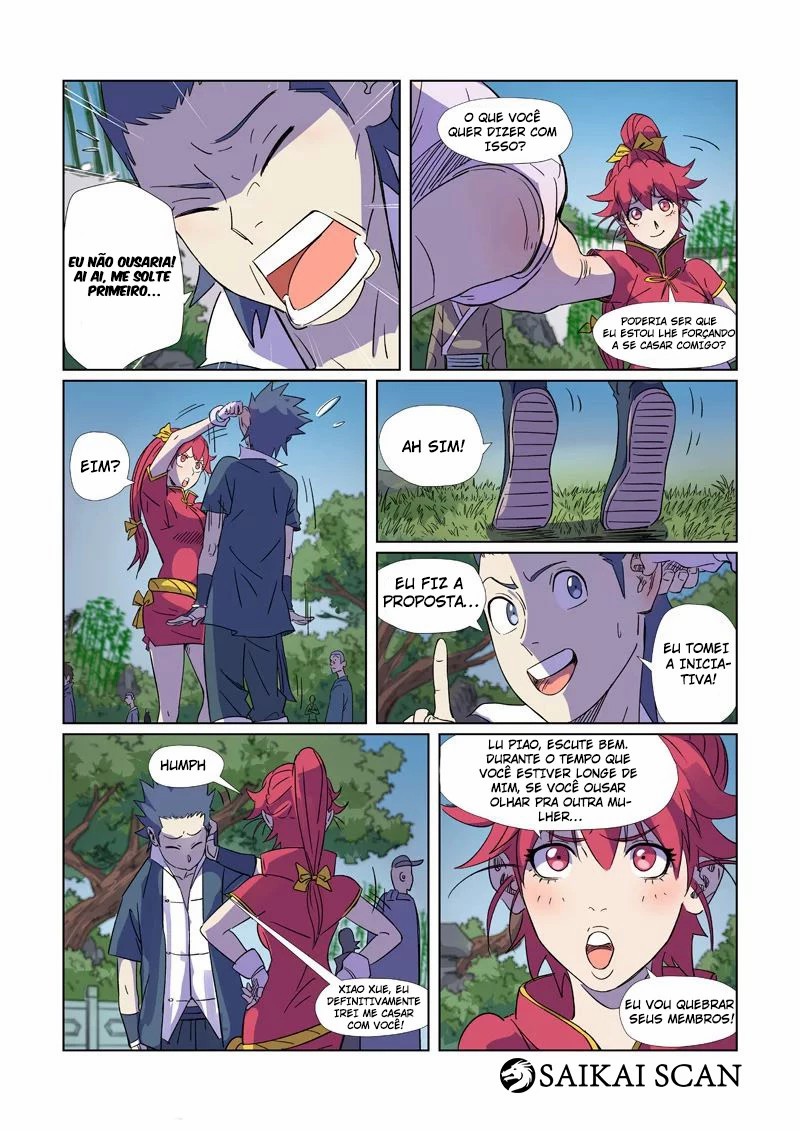 EU NÃO OUSARIA!
AI AI, ME SOLTE
PRIMEIRO...
O QUE VOCÊ
QUER DIZER COM
ISSO?
PODERIA SER QUE
EU ESTOU LHE FORÇANDO
A SE CASAR COMIGO?
EIM?
AH SIM!
EU FIZ A
PROPOSTA...
EU TOMEI
A INICIA-
TIVA!
HUMPH
XIAO XUE, EU
DEFINITIVAMENTE
IREI ME CASAR
COM VOCÊ!
LU PIAO, ESCUTE BEM.
DURANTE O TEMPO QUE
VOCÊ ESTIVER LONGE DE
MIM, SE VOCÊ OUSAR
OLHAR PRA OUTRA MU-
LHER...
EU VOU QUEBRAR
SEUS MEMBROS!
SAIKAI SCAN